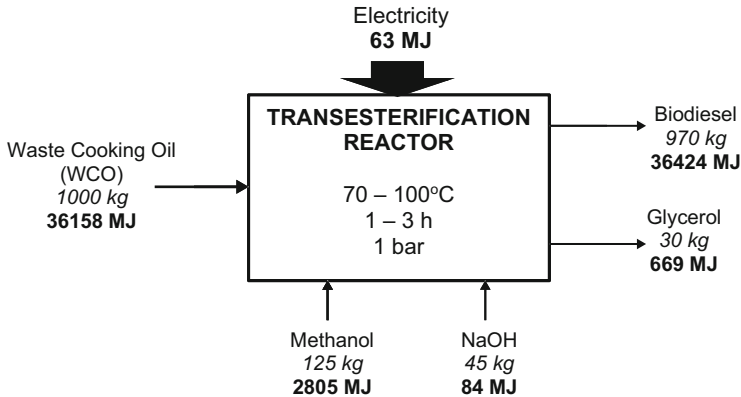 Electricity
63 MJ
TRANSESTERIFICATION
REACTOR
70 – 100°C
1 – 3 h
1 bar
Waste Cooking Oil
(WCO)
1000 kg
36158 MJ
Biodiesel
970 kg
36424 MJ
Glycerol
30 kg
669 MJ
Methanol
125 kg
2805 MJ
NaOH
45 kg
84 MJ